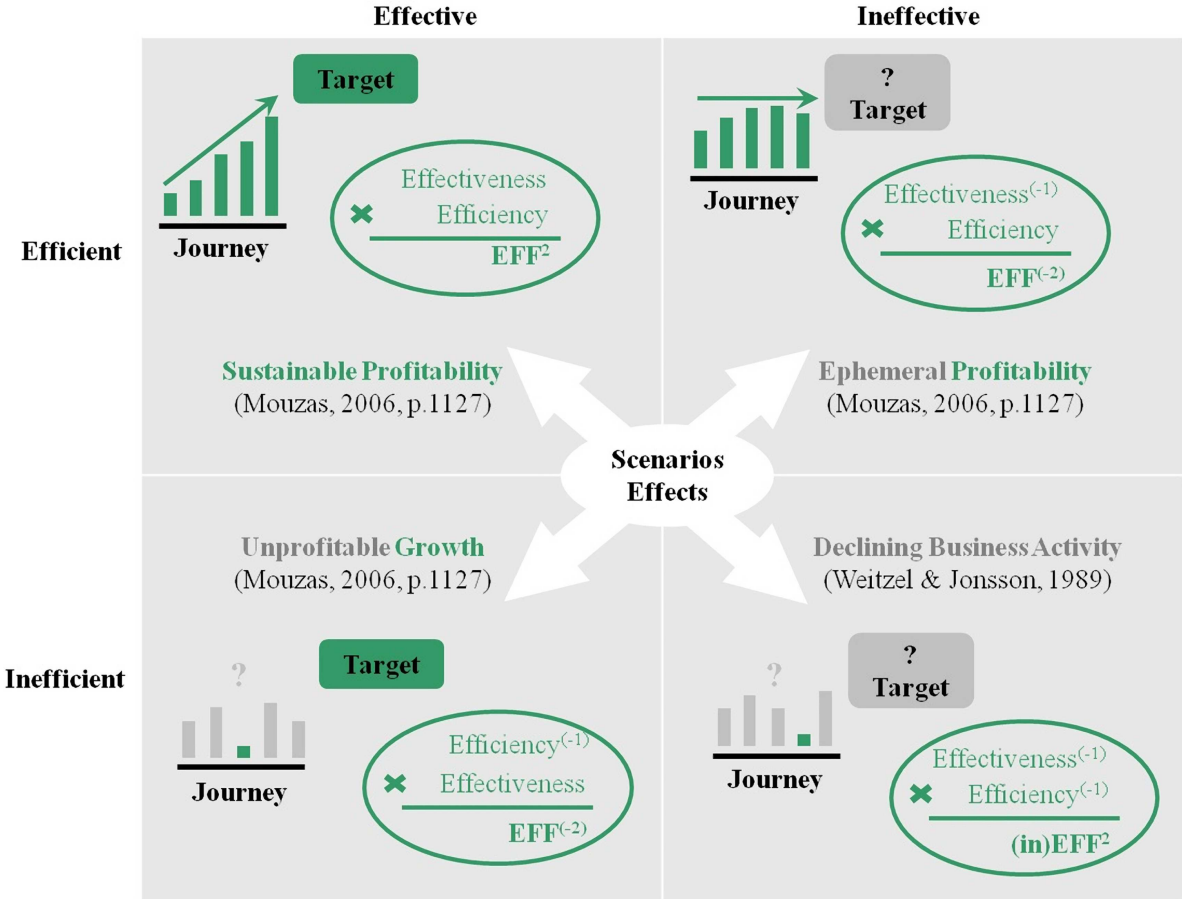 Effective
Ineffective
Efficient
Target
Journey
Effectiveness
✖ Efficiency
EFF²
Sustainable Profitability
(Mouzas, 2006, p.1127)
?
Target
Journey
Effectiveness⁽⁻¹⁾
✖ Efficiency
EFF⁽⁻²⁾
Ephemeral Profitability
(Mouzas, 2006, p.1127)
Scenarios
Effects
Inefficient
Unprofitable Growth
(Mouzas, 2006, p.1127)
?
Target
Journey
Efficiency⁽⁻¹⁾
✖ Effectiveness
EFF⁽⁻²⁾
Declining Business Activity
(Weitzel & Jonsson, 1989)
?
?
Target
Journey
Effectiveness⁽⁻¹⁾
✖ Efficiency⁽⁻¹⁾
(in)EFF²